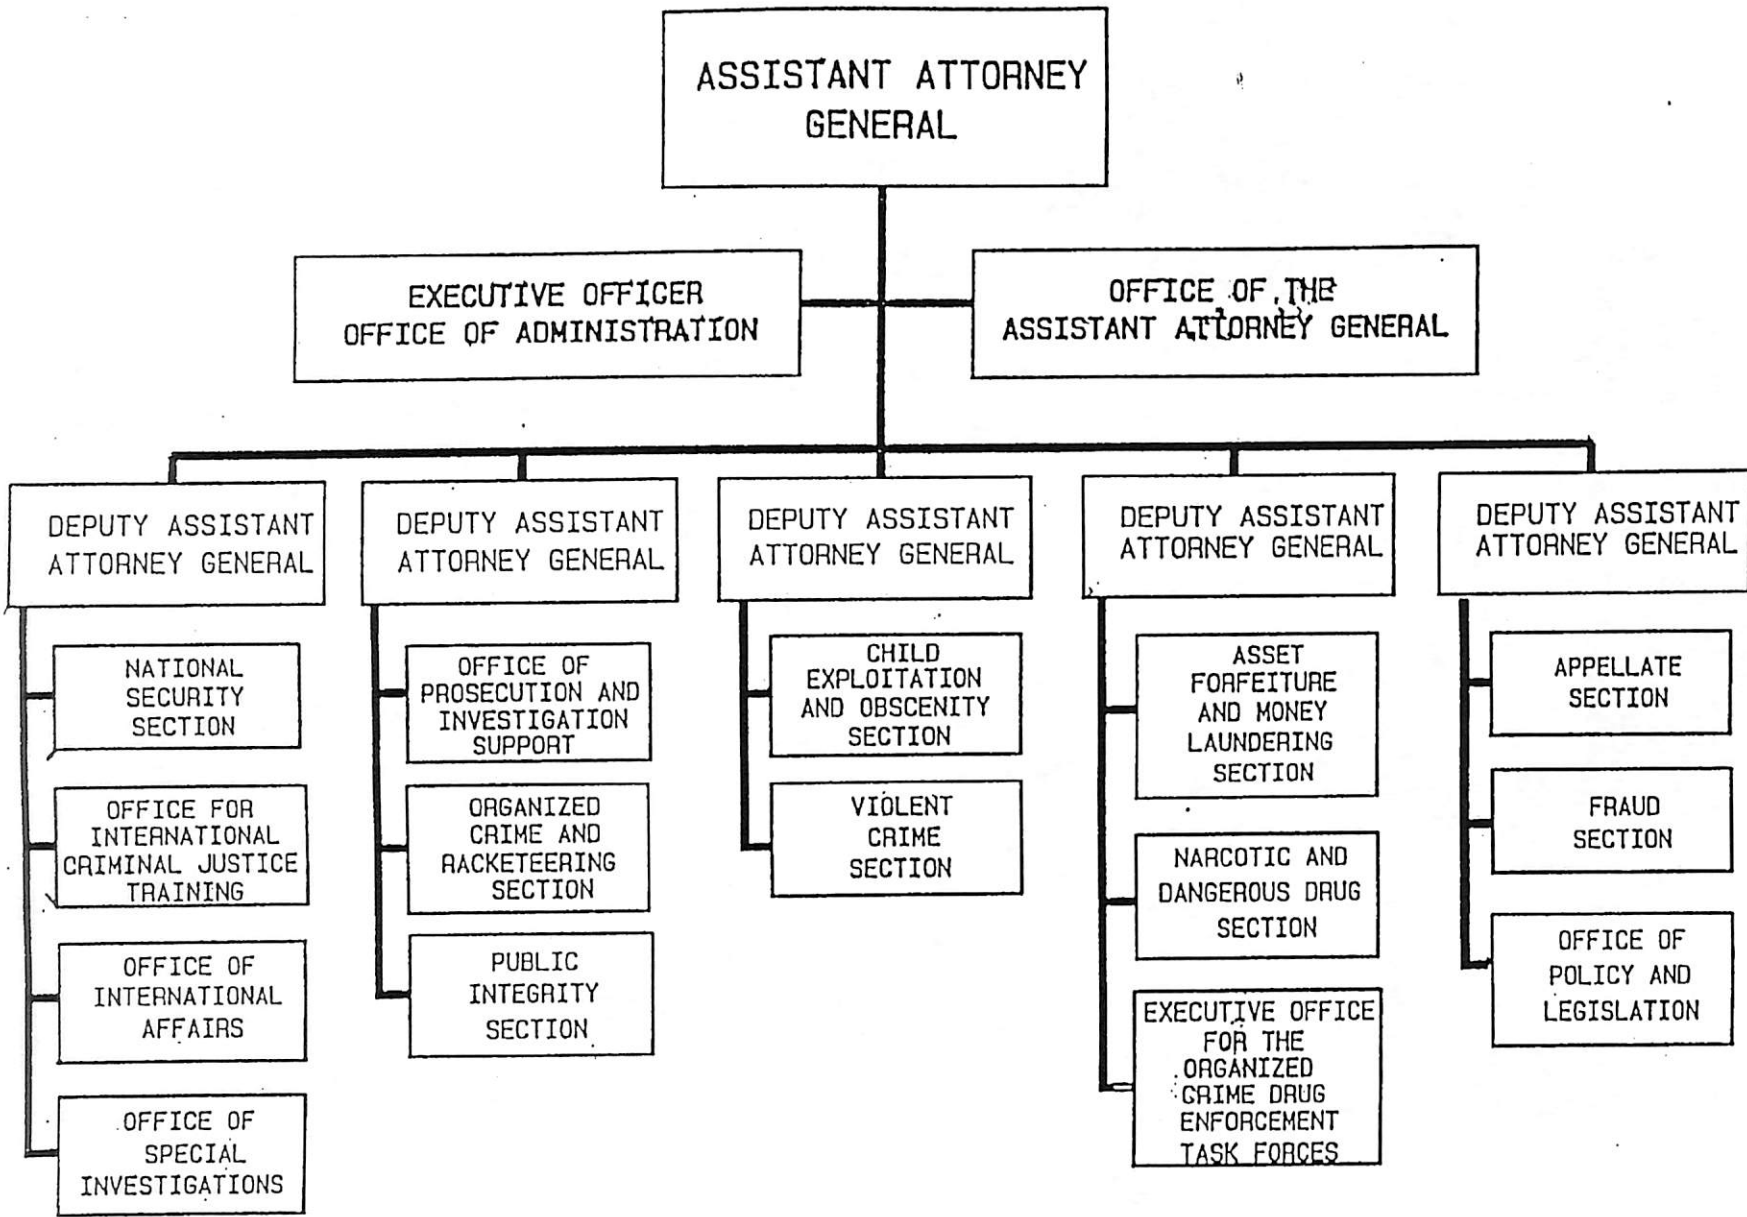 ASSISTANT ATTORNEY
GENERAL
EXECUTIVE OFFICER
OFFICE OF ADMINISTRATION
OFFICE OF THE
ASSISTANT ATTORNEY GENERAL
DEPUTY ASSISTANT
ATTORNEY GENERAL
NATIONAL
SECURITY
SECTION
OFFICE FOR
INTERNATIONAL
CRIMINAL JUSTICE
TRAINING
OFFICE OF
INTERNATIONAL
AFFAIRS
OFFICE OF
SPECIAL
INVESTIGATIONS
DEPUTY ASSISTANT
ATTORNEY GENERAL
OFFICE OF
PROSECUTION AND
INVESTIGATION
SUPPORT
ORGANIZED
CRIME AND
RACKETEERING
SECTION
PUBLIC
INTEGRITY
SECTION
DEPUTY ASSISTANT
ATTORNEY GENERAL
CHILD
EXPLOITATION
AND OBSCENITY
SECTION
VIOLENT
CRIME
SECTION
DEPUTY ASSISTANT
ATTORNEY GENERAL
ASSET
FORFEITURE
AND MONEY
LAUNDERING
SECTION
NARCOTIC AND
DANGEROUS DRUG
SECTION
EXECUTIVE OFFICE
FOR THE
ORGANIZED
CRIME DRUG
ENFORCEMENT
TASK FORCES
DEPUTY ASSISTANT
ATTORNEY GENERAL
APPELLATE
SECTION
FRAUD
SECTION
OFFICE OF
POLICY AND
LEGISLATION